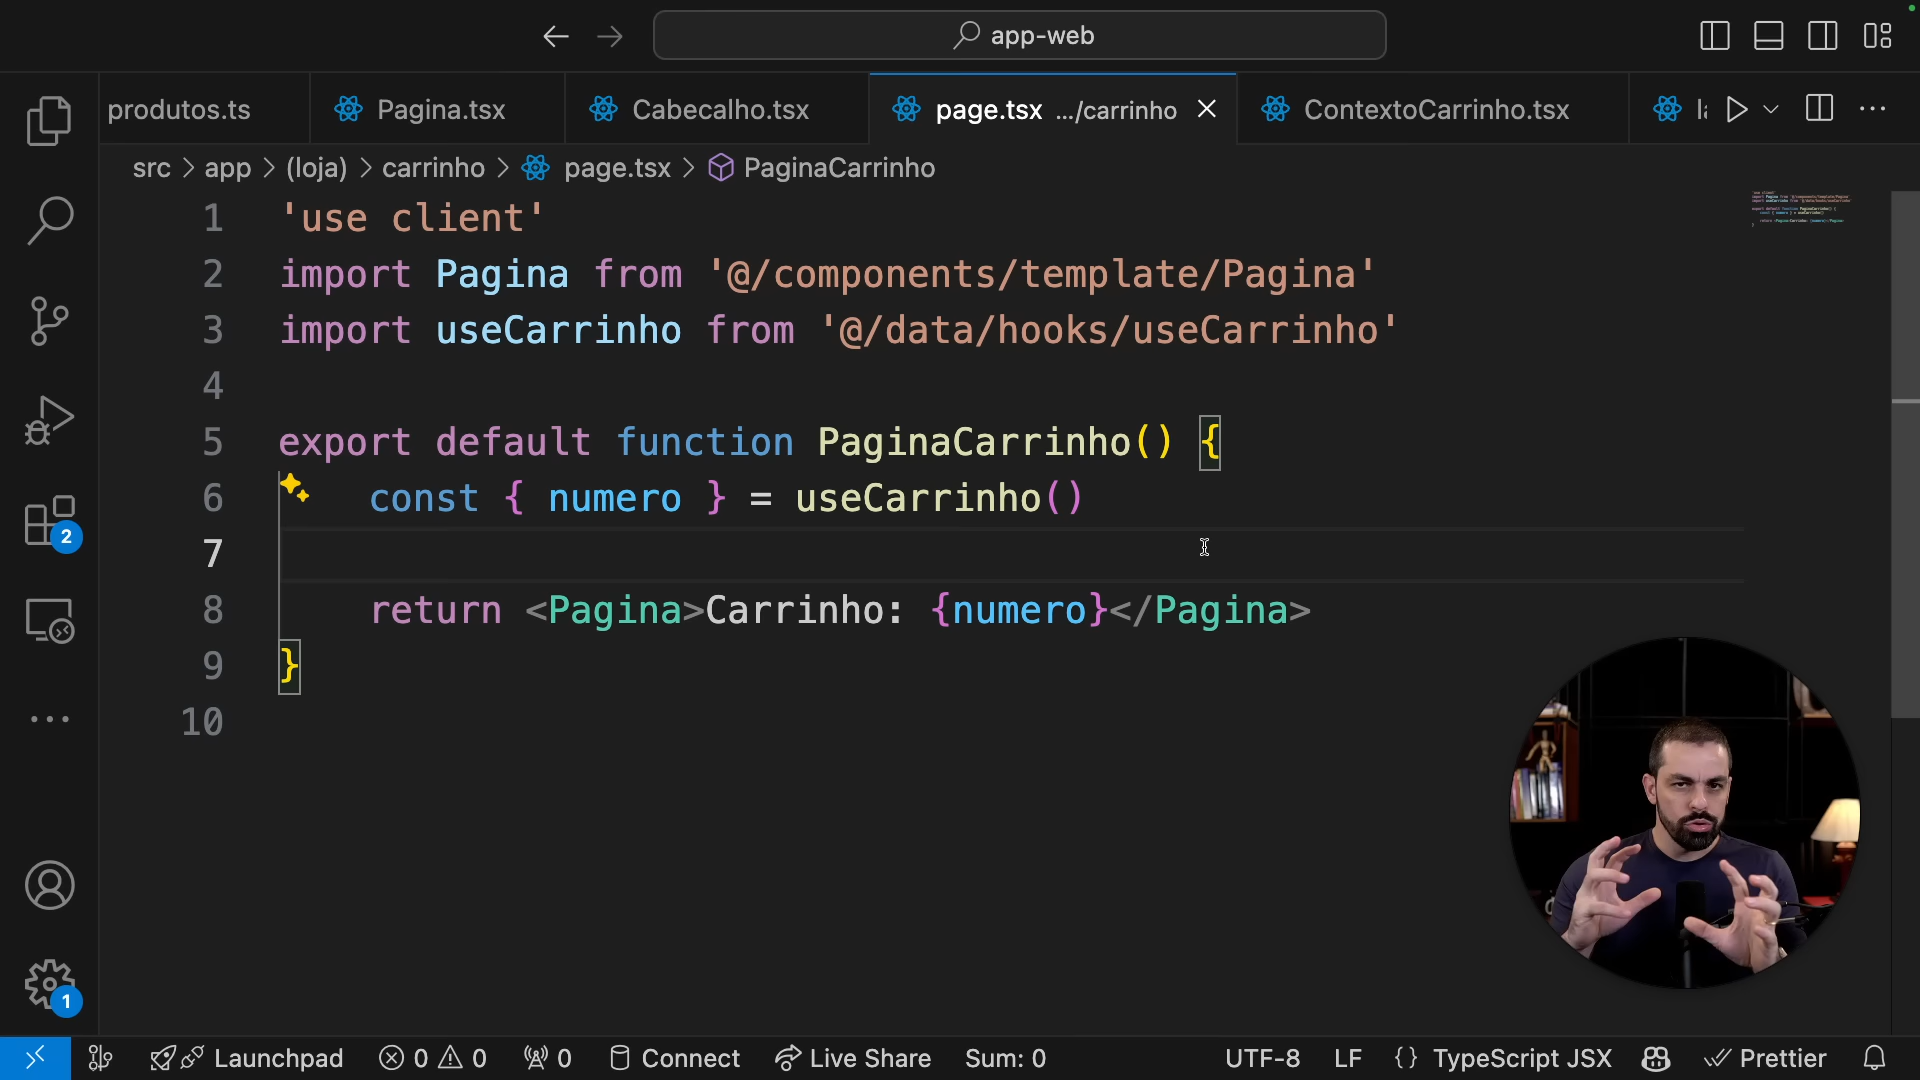 app-web
produtos.ts
Pagina.tsx
Cabecalho.tsx
page.tsx .../carrinho
ContextoCarrinho.tsx
src > app > (loja) > carrinho > page.tsx > PaginaCarrinho
1 'use client'
2 import Pagina from '@/components/template/Pagina'
3 import useCarrinho from '@/data/hooks/useCarrinho'
4
5 export default function PaginaCarrinho() {
6 const { numero } = useCarrinho()
7
8 return <Pagina>Carrinho: {numero}</Pagina>
9 }
10
2
1
Launchpad 0 0 0 Connect Live Share Sum: 0 UTF-8 LF {} TypeScript JSX Prettier